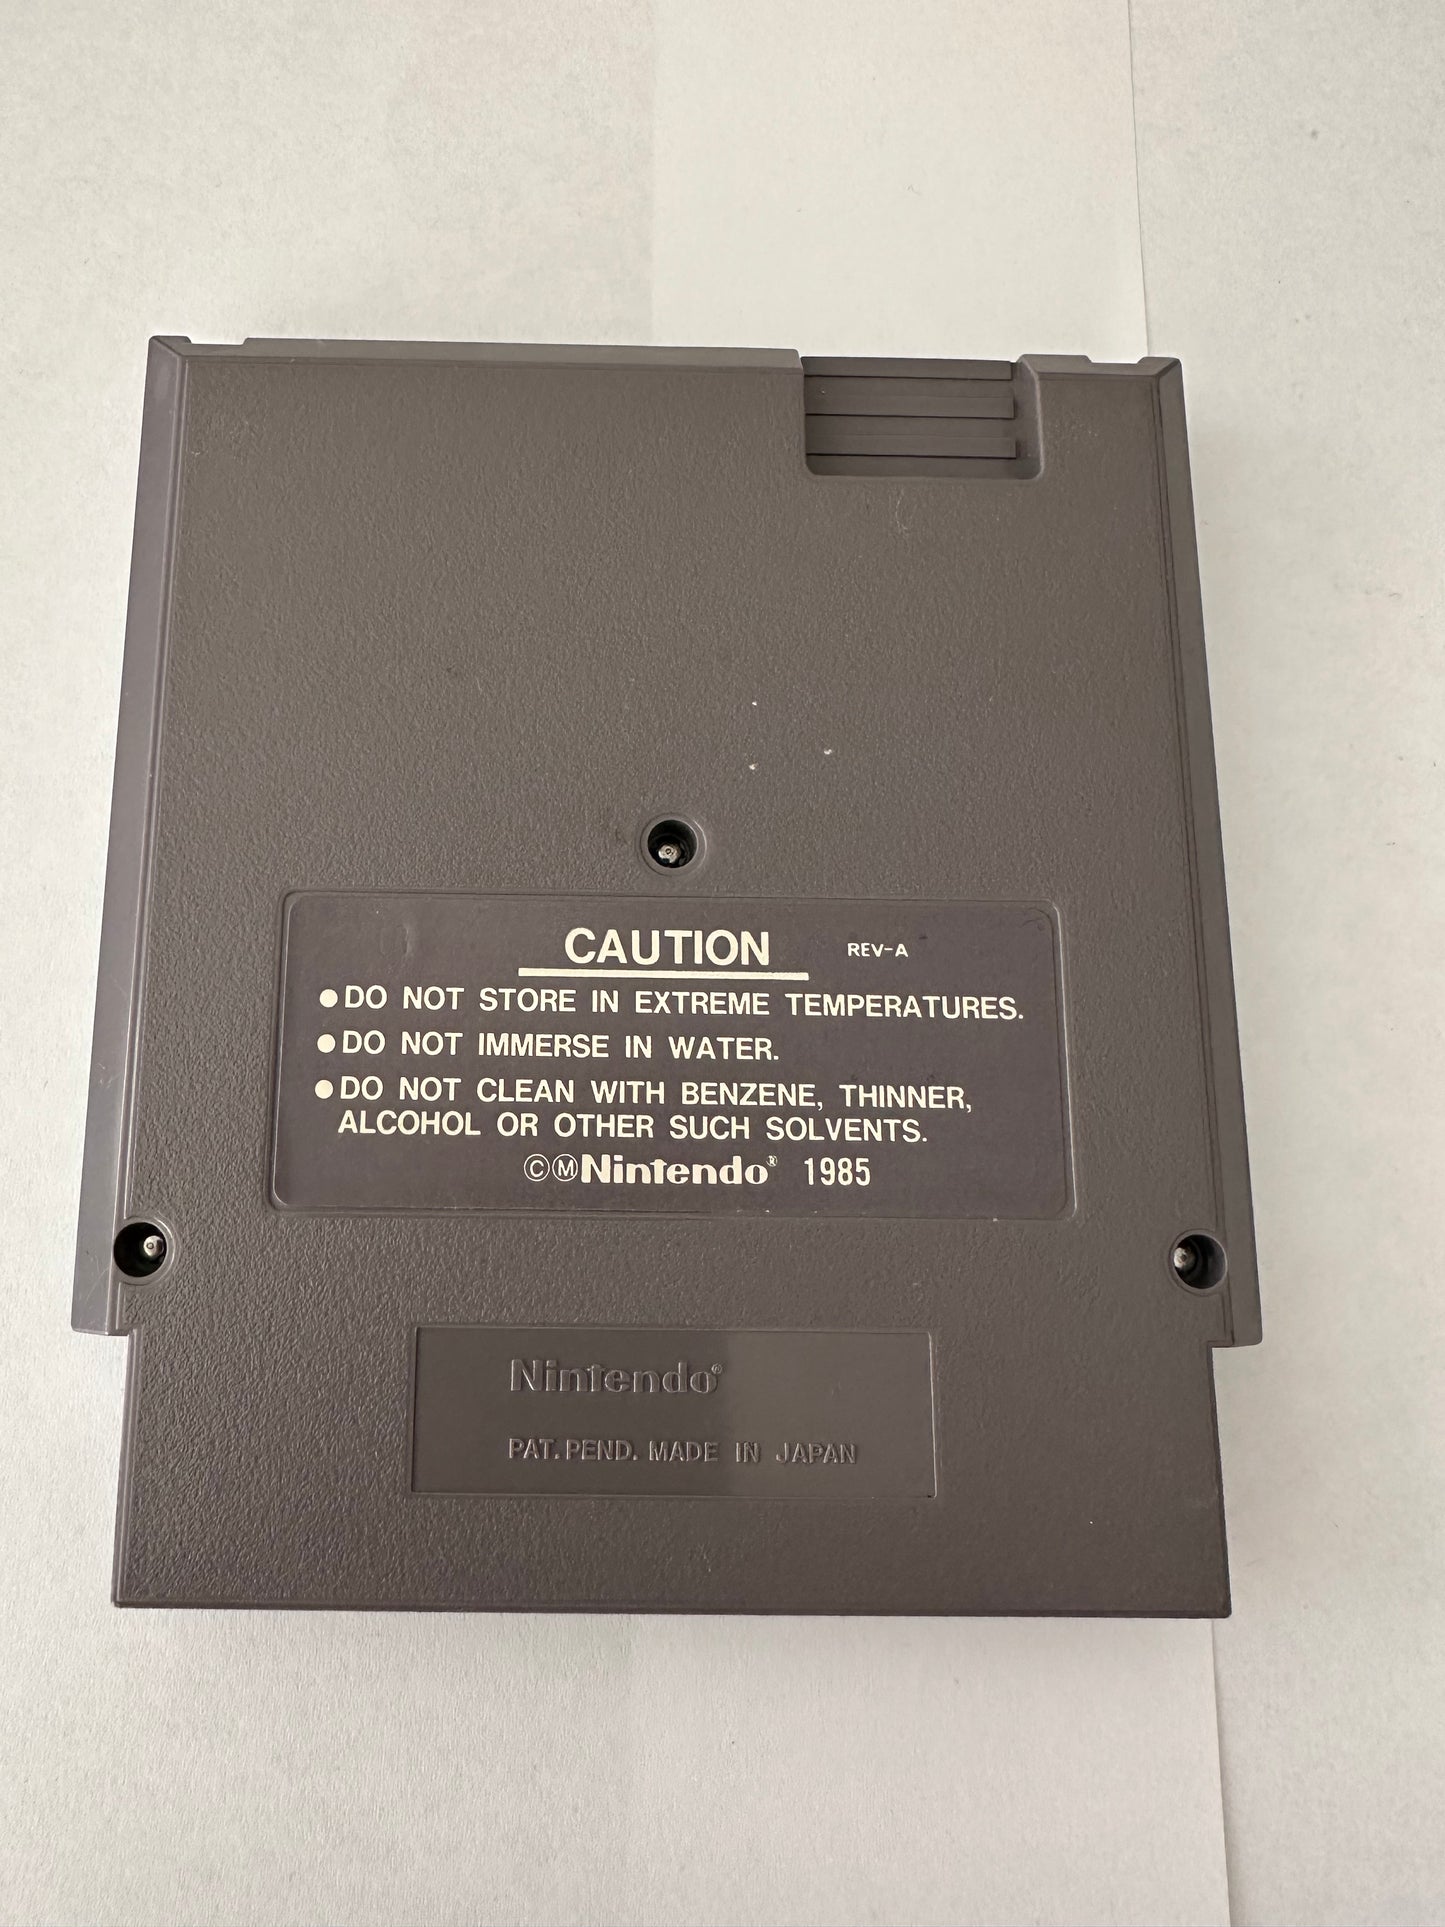 CAUTION REV-A
●DO NOT STORE IN EXTREME TEMPERATURES.
●DO NOT IMMERSE IN WATER.
●DO NOT CLEAN WITH BENZENE, THINNER,
ALCOHOL OR OTHER SUCH SOLVENTS.
©ⓂNintendo® 1985
Nintendo®
PAT. PEND. MADE IN JAPAN